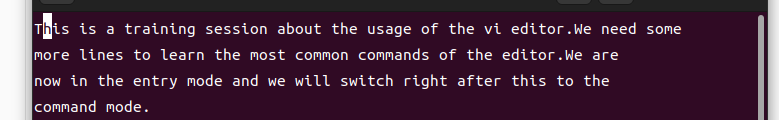 This is a training session about the usage of the vi editor.We need some
more lines to learn the most common commands of the editor.We are
now in the entry mode and we will switch right after this to the
command mode.